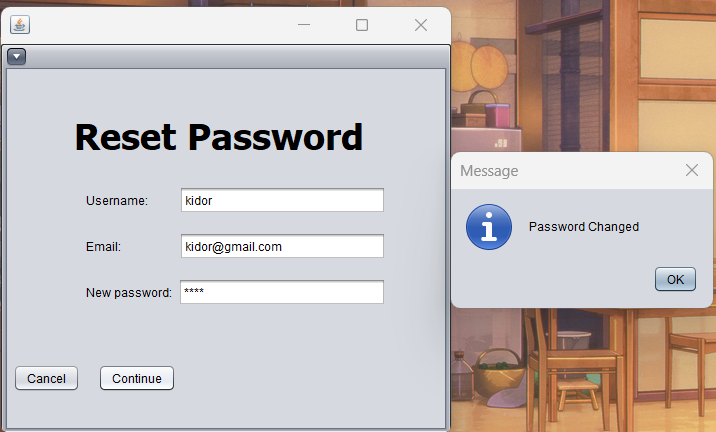 Reset Password
Username: kidor
Email: kidor@gmail.com
New password: ****
Cancel Continue
Message
Password Changed
OK